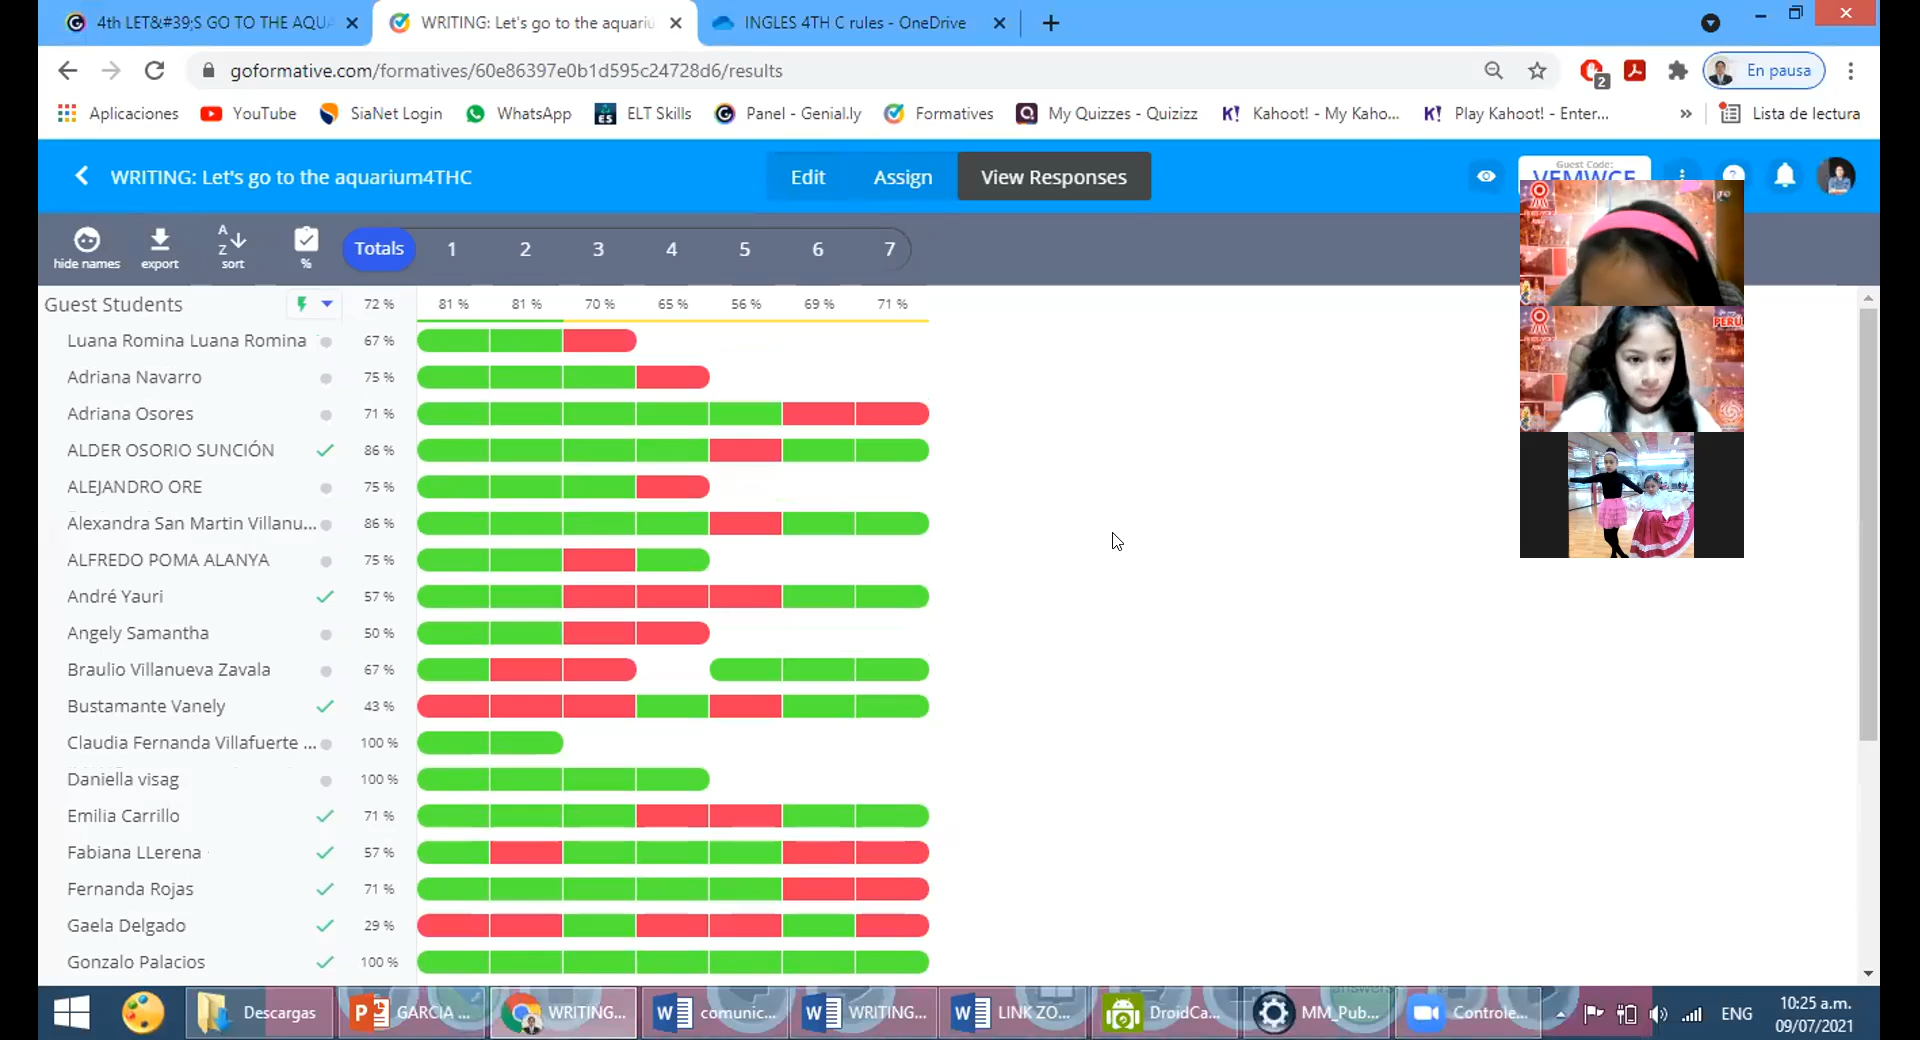 4th LET&#39;S GO TO THE AQUA
WRITING: Let's go to the aquariu
INGLES 4TH C rules - OneDrive
goformative.com/formatives/60e86397e0b1d595c24728d6/results
2
En pausa
Aplicaciones
YouTube
SiaNet Login
WhatsApp
ES
ELT Skills
Panel - Genial.ly
Formatives
My Quizzes - Quizizz
K! Kahoot! - My Kaho...
K! Play Kahoot! - Enter...
»
Lista de lectura
WRITING: Let's go to the aquarium4THC
Edit
Assign
View Responses
Guest Code:
VEMWCE
hide names
export
A Z
sort
%
Totals 1 2 3 4 5 6 7
Guest Students 72 % 81 % 81 % 70 % 65 % 56 % 69 % 71 %
Luana Romina Luana Romina 67 %
Adriana Navarro 75 %
Adriana Osores 71 %
ALDER OSORIO SUNCIÓN 86 %
ALEJANDRO ORE 75 %
Alexandra San Martin Villanu... 86 %
ALFREDO POMA ALANYA 75 %
André Yauri 57 %
Angely Samantha 50 %
Braulio Villanueva Zavala 67 %
Bustamante Vanely 43 %
Claudia Fernanda Villafuerte ... 100 %
Daniella visag 100 %
Emilia Carrillo 71 %
Fabiana LLerena 57 %
Fernanda Rojas 71 %
Gaela Delgado 29 %
Gonzalo Palacios 100 %
PERÚ
Descargas
GARCIA ...
WRITING...
comunic...
WRITING...
LINK ZO...
DroidCa...
MM_Pub...
Controle...
ENG
10:25 a.m.
09/07/2021